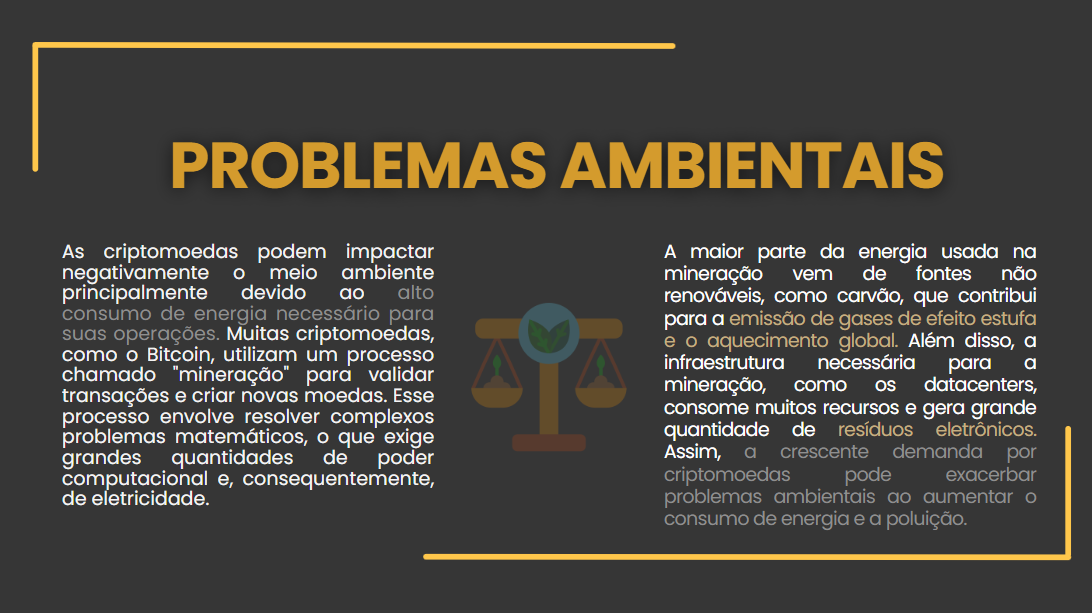 PROBLEMAS AMBIENTAIS
As criptomoedas podem impactar
negativamente o meio ambiente
principalmente devido ao alto
consumo de energia necessário para
suas operações. Muitas criptomoedas,
como o Bitcoin, utilizam um processo
chamado "mineração" para validar
transações e criar novas moedas. Esse
processo envolve resolver complexos
problemas matemáticos, o que exige
grandes quantidades de poder
computacional e, consequentemente,
de eletricidade.
A maior parte da energia usada na
mineração vem de fontes não
renováveis, como carvão, que contribui
para a emissão de gases de efeito estufa
e o aquecimento global. Além disso, a
infraestrutura necessária para a
mineração, como os datacenters,
consome muitos recursos e gera grande
quantidade de resíduos eletrônicos.
Assim, a crescente demanda por
criptomoedas pode exacerbar
problemas ambientais ao aumentar o
consumo de energia e a poluição.